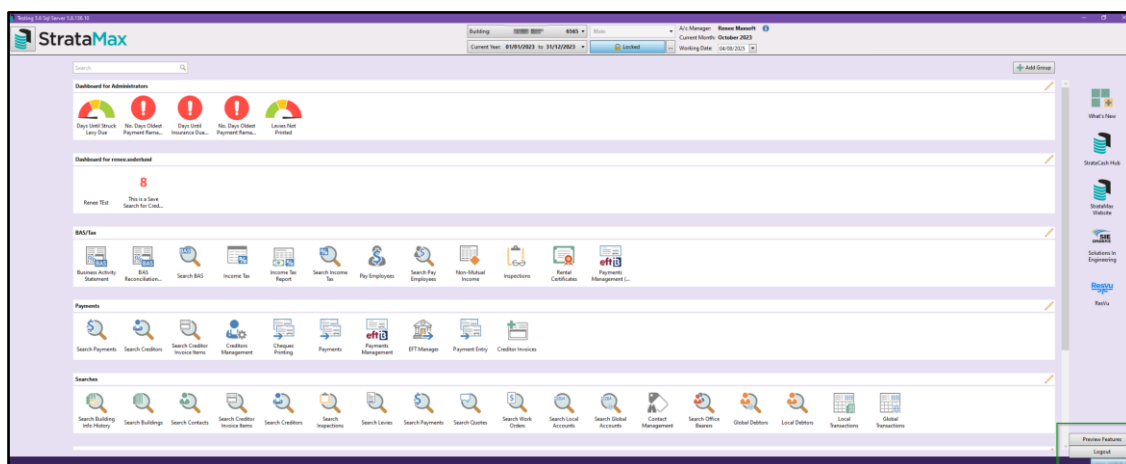 Testing 5.0 Sql Server 5.6.138.10
StrataMax
Building: 6565 Main
A/c Manager: Renee Massoft
Current Month: October 2023
Current Year: 01/01/2023 to 31/12/2023 Locked ... Working Date: 04/09/2025
Search
Add Group
Dashboard for Administrators
Days Until Struck Levy Due
No. Days Oldest Payment Rema...
Days Until Insurance Due...
No. Days Oldest Payment Rema...
Levies Not Printed
Dashboard for renee.underlund
8
Renee TEst
This is a Save Search for Cred...
BAS/Tax
Business Activity Statement
BAS Reconciliation...
Search BAS
Income Tax
Income Tax Report
Search Income Tax
Pay Employees
Search Pay Employees
Non-Mutual Income
Inspections
Rental Certificates
Payments Management (...
Payments
Search Payments
Search Creditors
Search Creditor Invoice Items
Creditors Management
Cheques Printing
Payments
Payments Management
EFT Manager
Payment Entry
Creditor Invoices
Searches
Search Building Info History
Search Buildings
Search Contacts
Search Creditor Invoice Items
Search Creditors
Search Inspections
Search Levies
Search Payments
Search Quotes
Search Work Orders
Search Local Accounts
Search Global Accounts
Contact Management
Search Office Bearers
Global Debtors
Local Debtors
Local Transactions
Global Transactions
What's New
StrataCash Hub
StrataMax Website
Solutions In Engineering
ResVu
ResVu
Preview Features
Logout